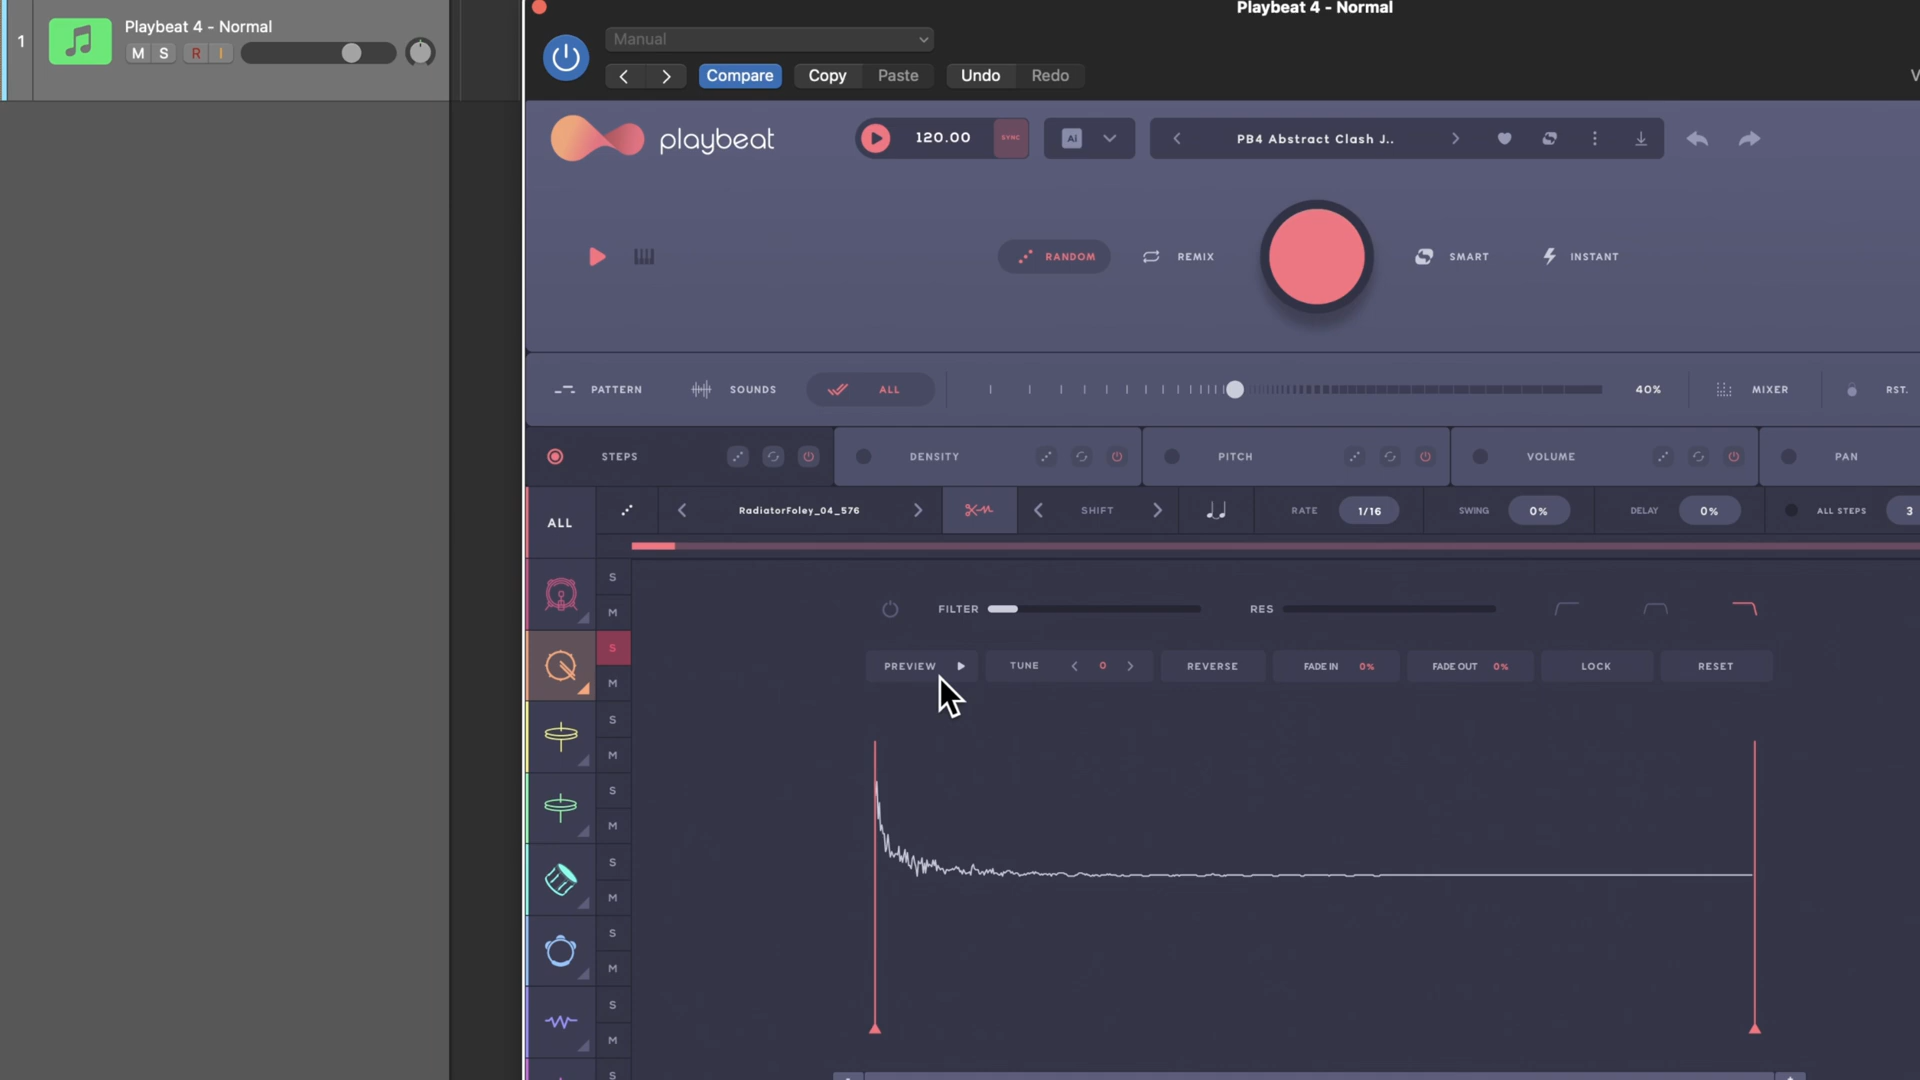 Playbeat 4 - Normal
1
Playbeat 4 - Normal
M S R I
Manual
Compare Copy Paste Undo Redo
playbeat
120.00 SYNC
AI
PB4 Abstract Clash J..
RANDOM REMIX SMART INSTANT
PATTERN SOUNDS ALL 40% MIXER RST.
STEPS DENSITY PITCH VOLUME PAN
ALL
RadiatorFoley_04_576 SHIFT RATE 1/16 SWING 0% DELAY 0% ALL STEPS 3
S
M
FILTER RES
S
M
PREVIEW TUNE 0 REVERSE FADE IN 0% FADE OUT 0% LOCK RESET
S
M
S
M
S
M
S
M
S
M
S